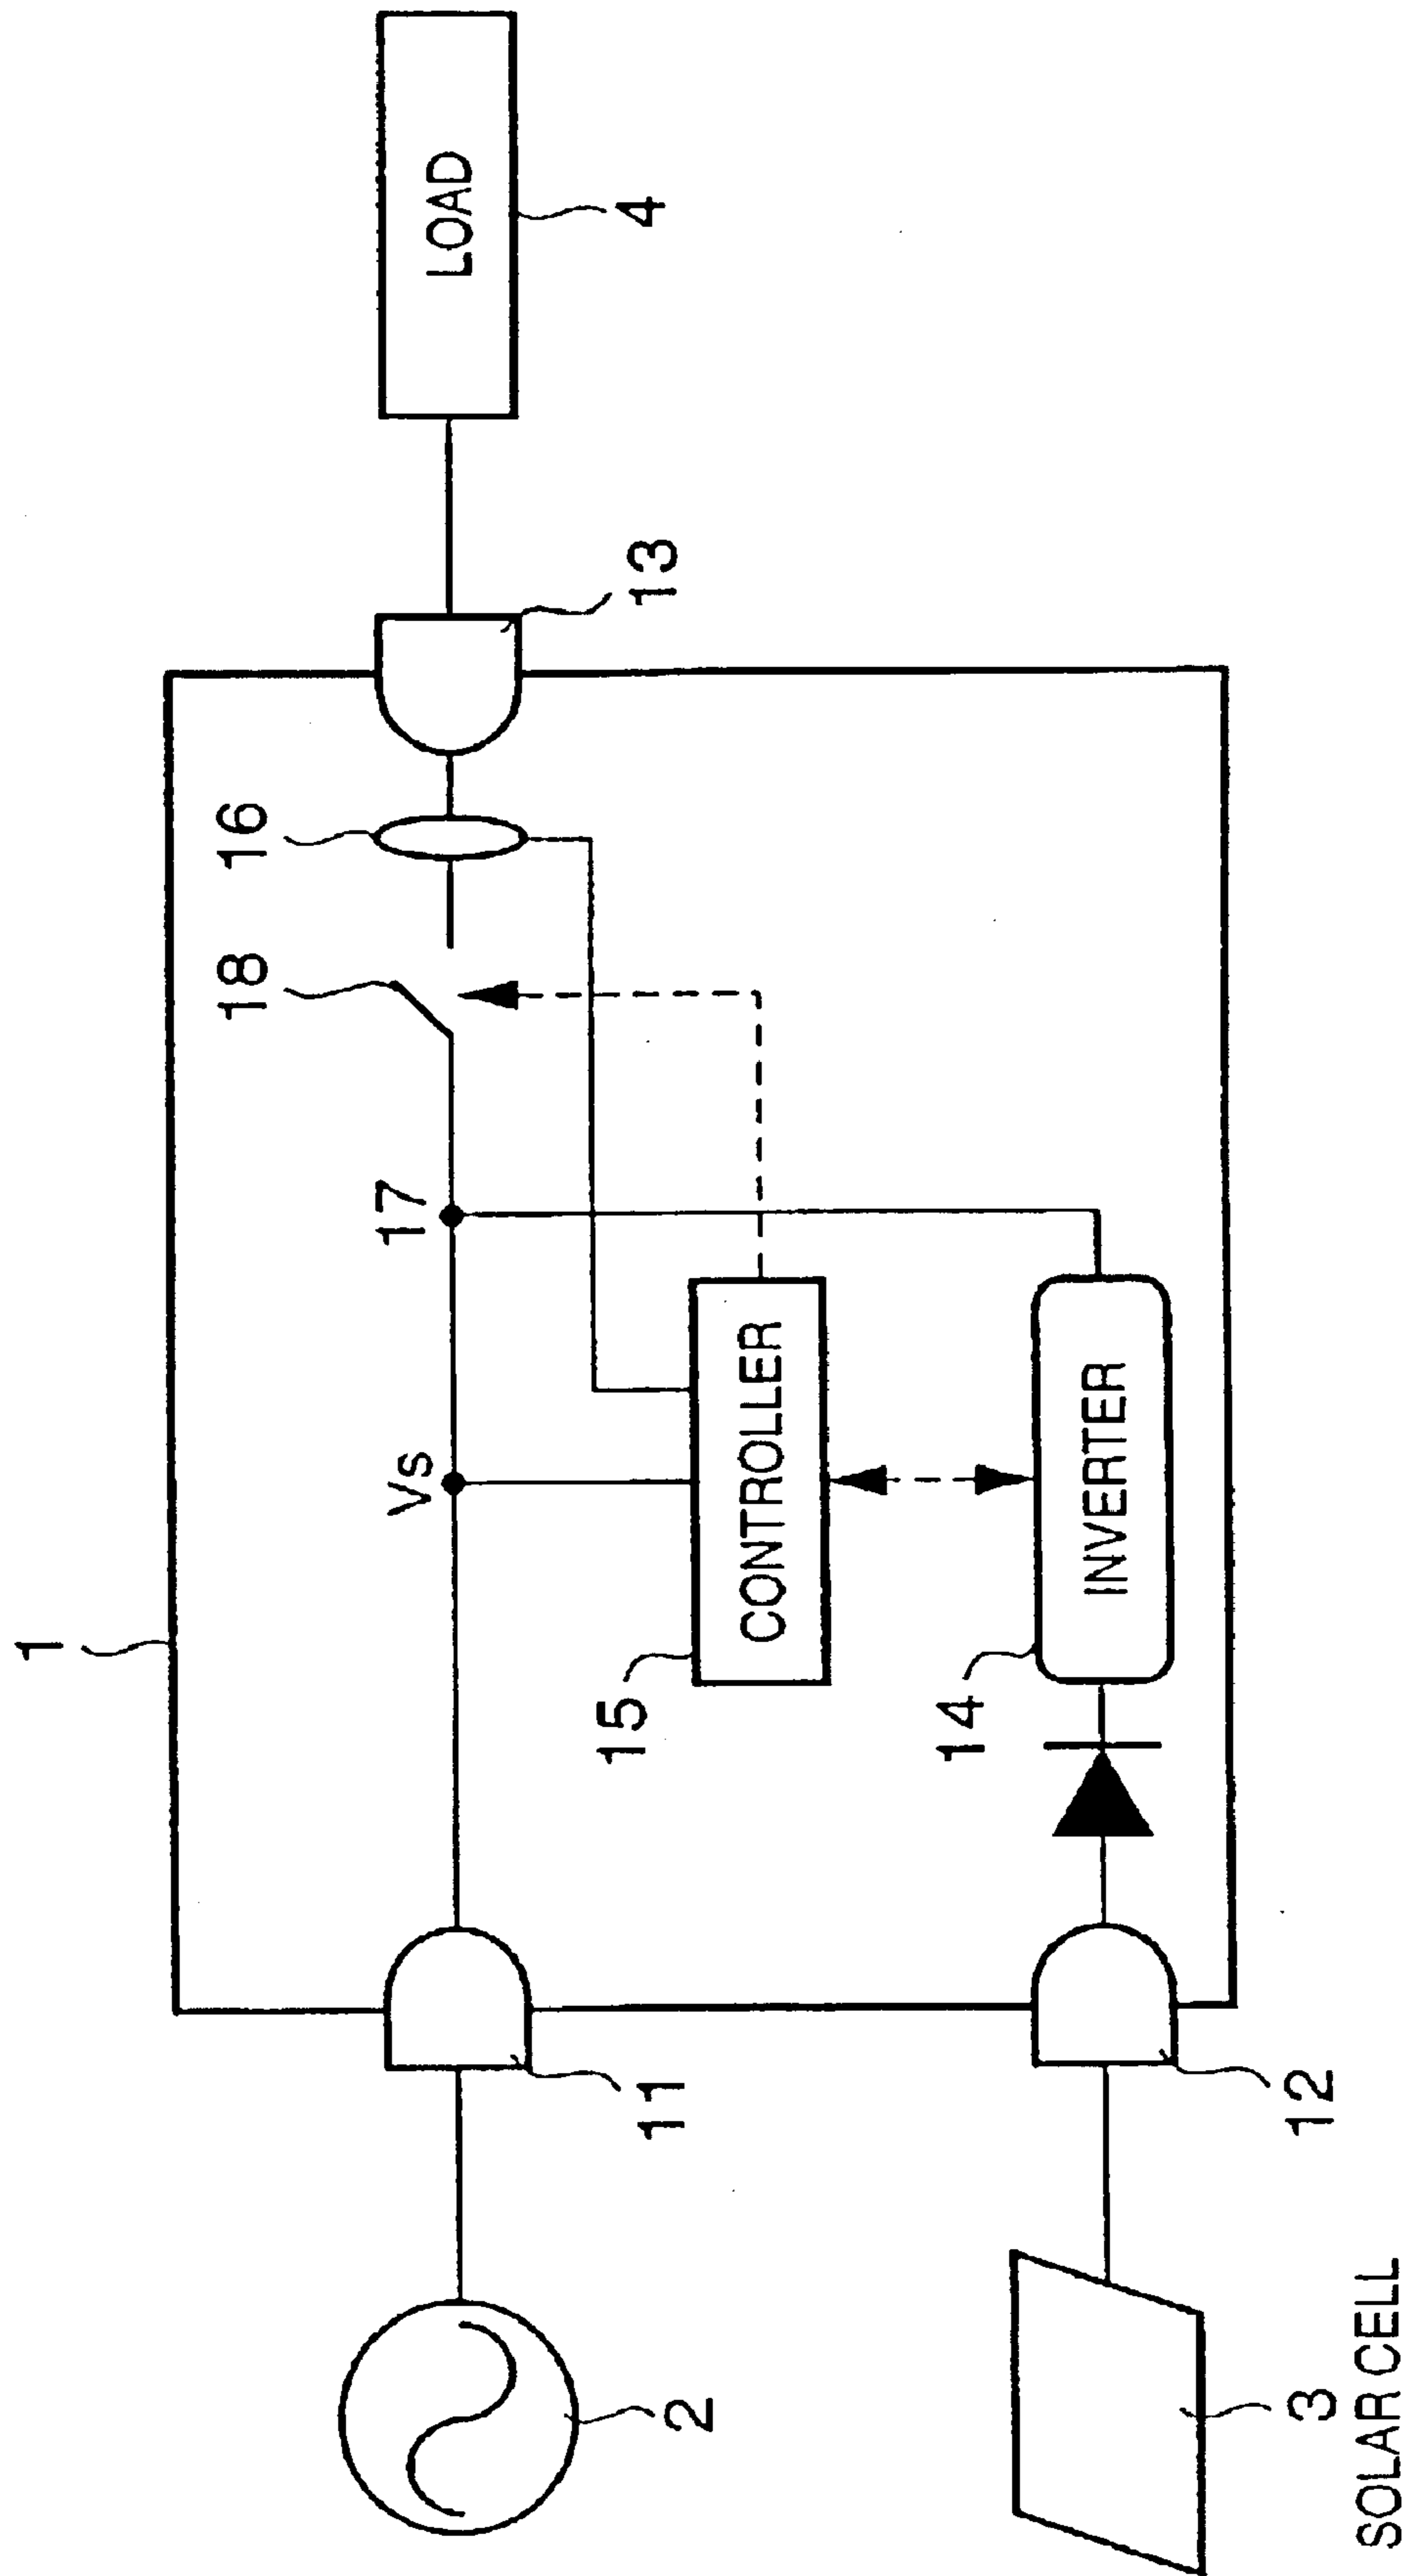 1
Vs
17
18
16
13
LOAD
4
2
11
15
CONTROLLER
14
INVERTER
3
SOLAR CELL
12